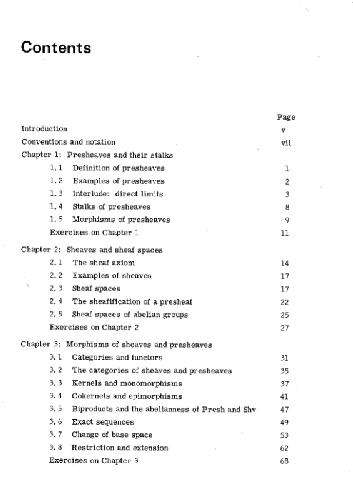 Contents
Page
Introduction v
Conventions and notation vii
Chapter 1: Presheaves and their stalks
1.1 Definition of presheaves 1
1.2 Examples of presheaves 2
1.3 Interlude: direct limits 3
1.4 Stalks of presheaves 8
1.5 Morphisms of presheaves 9
Exercises on Chapter 1 11
Chapter 2: Sheaves and sheaf spaces
2.1 The sheaf axiom 14
2.2 Examples of sheaves 17
2.3 Sheaf spaces 17
2.4 The sheafification of a presheaf 22
2.5 Sheaf spaces of abelian groups 25
Exercises on Chapter 2 27
Chapter 3: Morphisms of sheaves and presheaves
3.1 Categories and functors 31
3.2 The categories of sheaves and presheaves 35
3.3 Kernels and monomorphisms 37
3.4 Cokernels and epimorphisms 41
3.5 Biproducts and the abelianness of Presh and Shv 47
3.6 Exact sequences 49
3.7 Change of base space 53
3.8 Restriction and extension 62
Exercises on Chapter 3 68